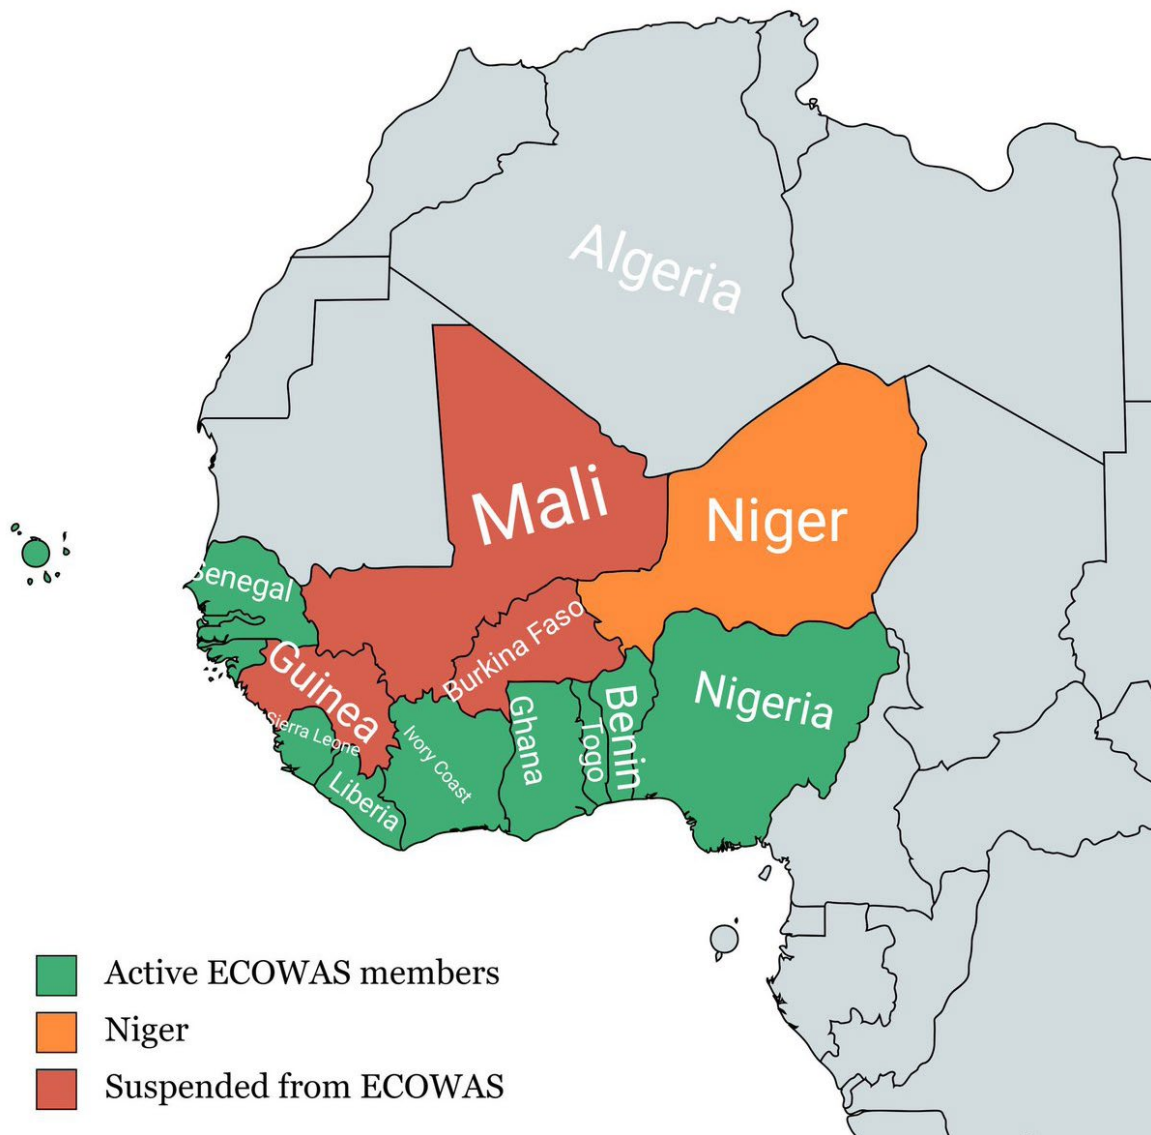 Algeria
Mali
Niger
Senegal
Burkina Faso
Guinea
Nigeria
Benin
Ghana
Togo
Sierra Leone
Ivory Coast
Liberia
Active ECOWAS members
Niger
Suspended from ECOWAS